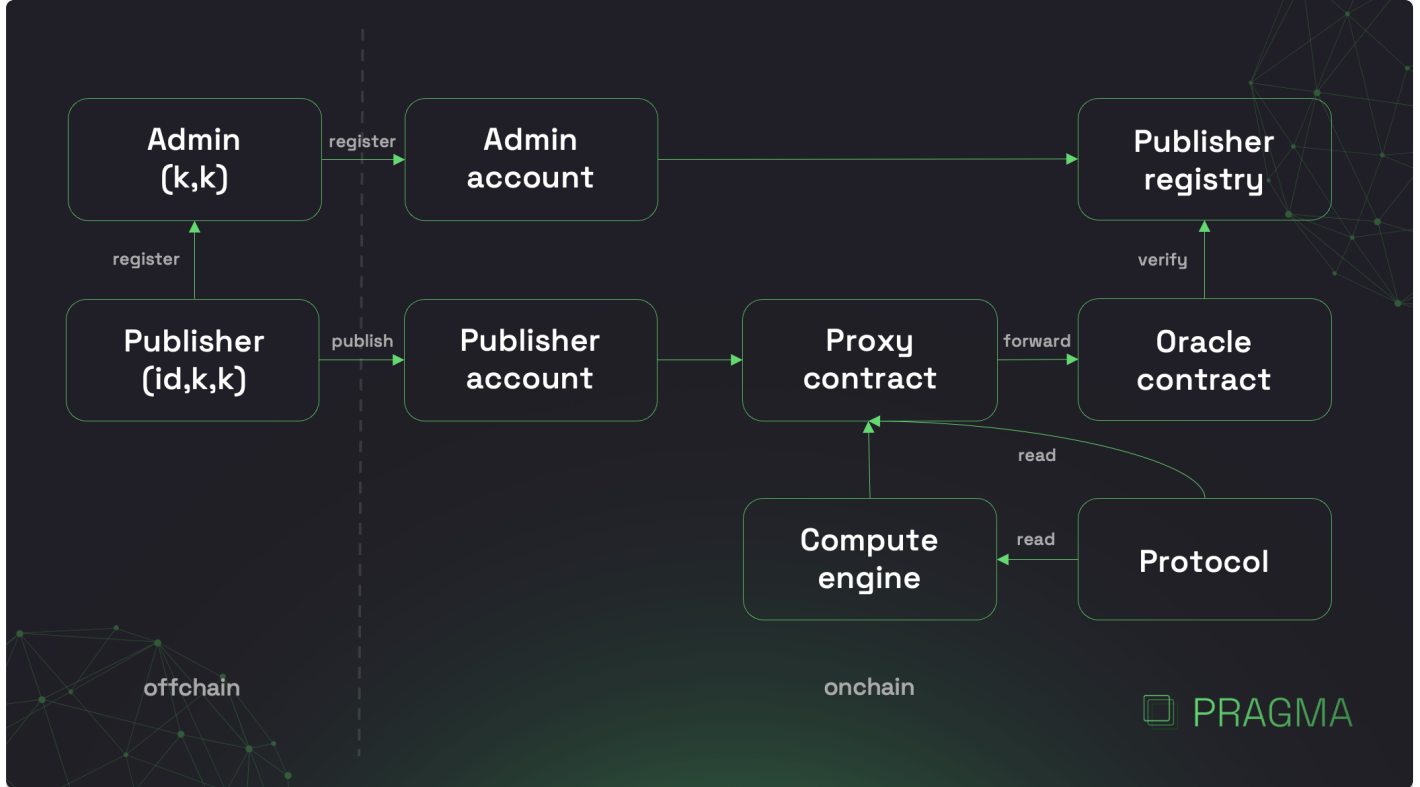 Admin
(k,k)
register
Admin
account
Publisher
registry
register
verify
Publisher
(id,k,k)
publish
Publisher
account
Proxy
contract
forward
Oracle
contract
read
Compute
engine
read
Protocol
offchain
onchain
PRAGMA